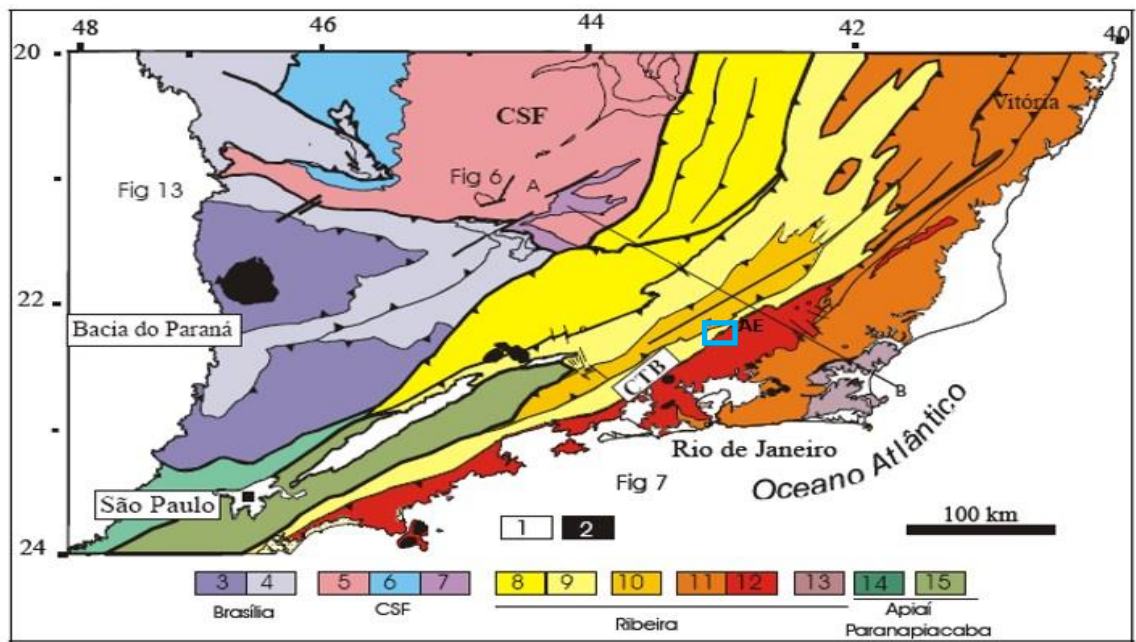 48 46 44 42 40
20
CSF
Vitória
Fig 13
Fig 6
A
22
Bacia do Paraná
AE
CTB
B
Rio de Janeiro
Oceano Atlântico
Fig 7
São Paulo
1 2
100 km
24
3 4 5 6 7 8 9 10 11 12 13 14 15
Brasília CSF Ribeira Apiaí
Paranapiacaba